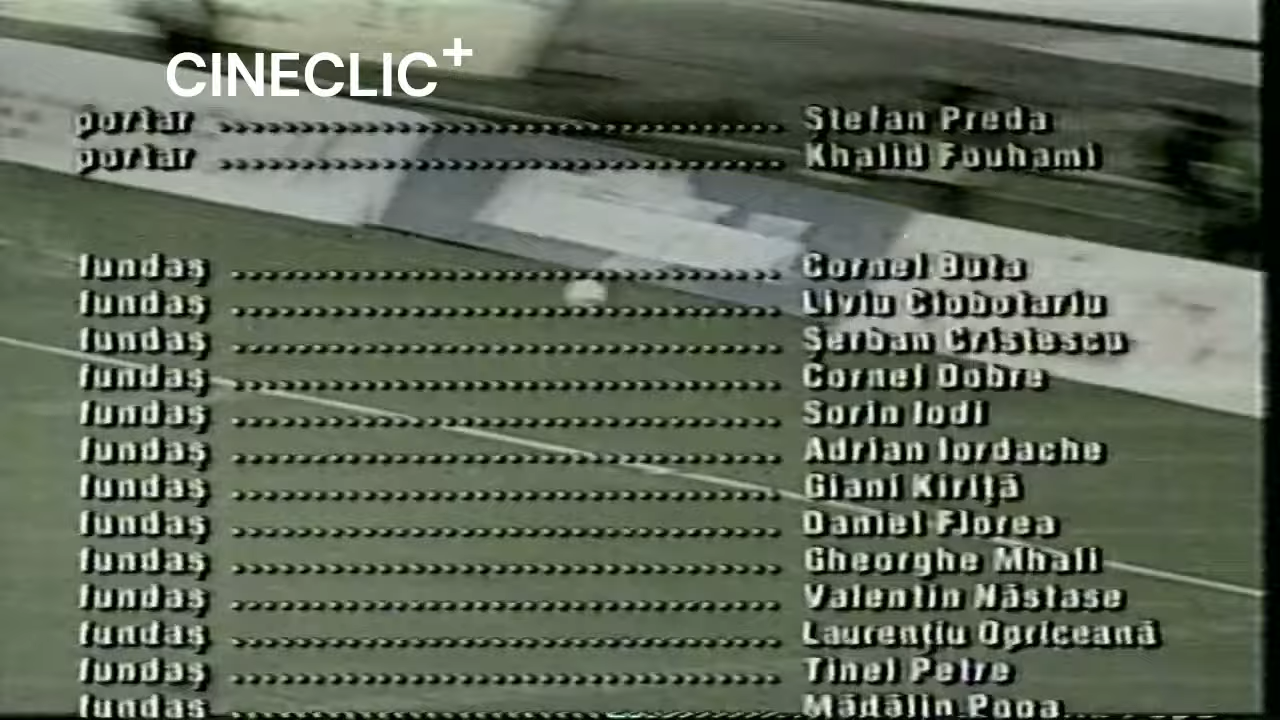 CINECLIC+
portar ........................................ Stefan Preda
portar ........................................ Khalid Fouhami
fundaş ........................................ Cornel Buta
fundaş ........................................ Liviu Ciobotariu
fundaş ........................................ Şerban Cristescu
fundaş ........................................ Cornel Dobre
fundaş ........................................ Sorin Iodi
fundaş ........................................ Adrian Iordache
fundaş ........................................ Giani Kiriţă
fundaş ........................................ Daniel Florea
fundaş ........................................ Gheorghe Mhali
fundaş ........................................ Valentin Năstase
fundaş ........................................ Laurenţiu Opriceană
fundaş ........................................ Tinel Petre
fundaş ........................................ Mădălin Popa